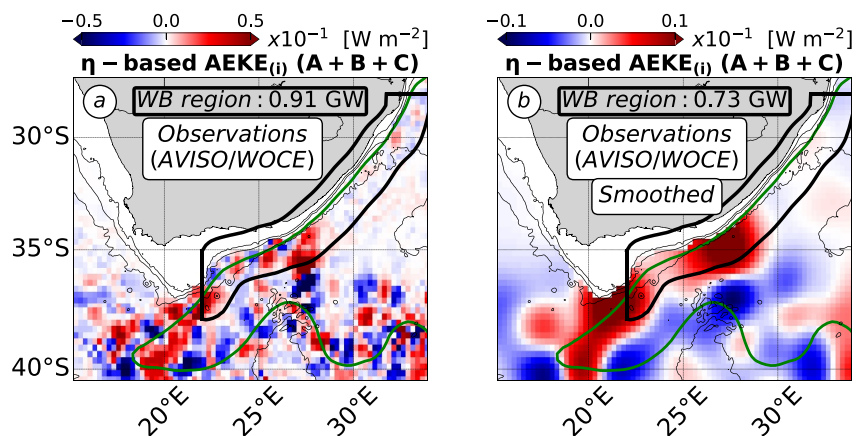 −0.5 0 0.5 x10⁻¹ [W m⁻²]
η − based AEKE(i) (A + B + C)
a
WB region : 0.91 GW
Observations
(AVISO/WOCE)
30°S
35°S
40°S
20°E 25°E 30°E
−0.1 0 0.1 x10⁻¹ [W m⁻²]
η − based AEKE(i) (A + B + C)
b
WB region : 0.73 GW
Observations
(AVISO/WOCE)
Smoothed
20°E 25°E 30°E